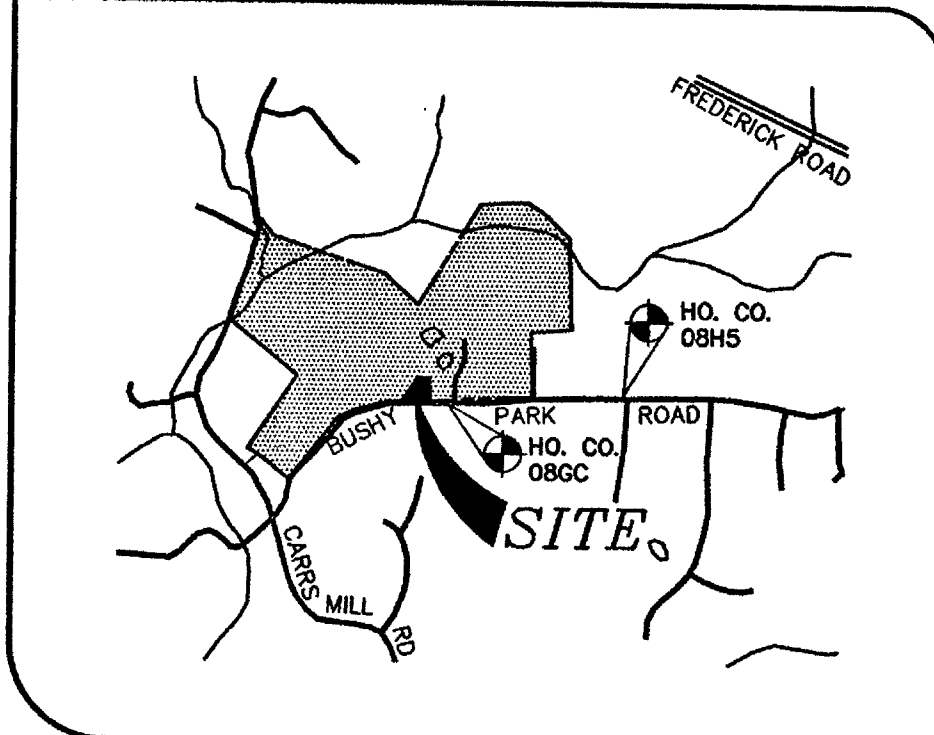 FREDERICK ROAD
HO. CO.
08H5
BUSHY PARK ROAD
HO. CO.
08GC
SITE
CARRS MILL RD